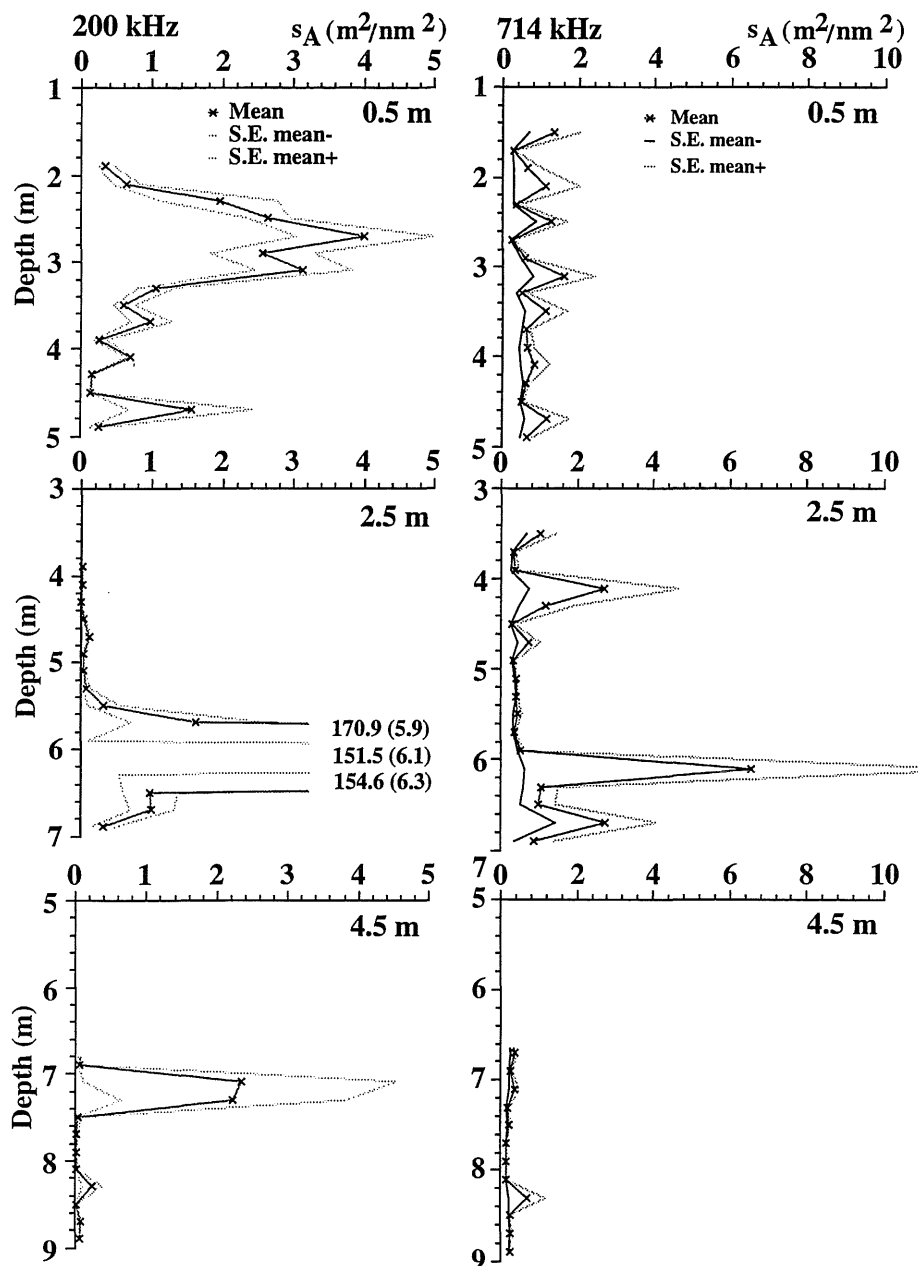 200 kHz s_A (m²/nm²)
0 1 2 3 4 5
1
2
3
4
5
Depth (m)
0.5 m
Mean
S.E. mean-
S.E. mean+
714 kHz s_A (m²/nm²)
0 2 4 6 8 10
1
2
3
4
5
0.5 m
Mean
S.E. mean-
S.E. mean+
0 1 2 3 4 5
3
4
5
6
7
Depth (m)
2.5 m
170.9 (5.9)
151.5 (6.1)
154.6 (6.3)
0 2 4 6 8 10
3
4
5
6
7
2.5 m
0 1 2 3 4 5
5
6
7
8
9
Depth (m)
4.5 m
0 2 4 6 8 10
5
6
7
8
9
4.5 m